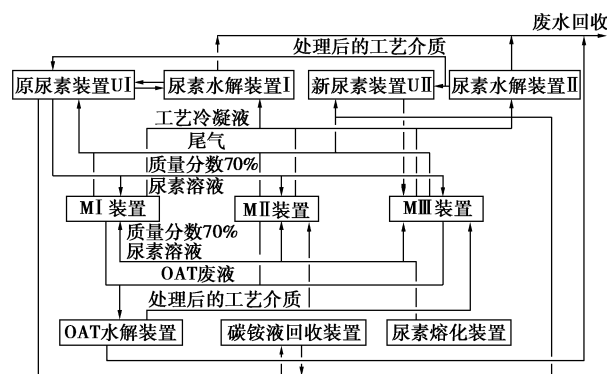 废水回收
处理后的工艺介质
原尿素装置UⅠ
尿素水解装置Ⅰ
新尿素装置UⅡ
尿素水解装置Ⅱ
工艺冷凝液
尾气
质量分数70%
尿素溶液
MⅠ装置
MⅡ装置
MⅢ装置
质量分数70%
尿素溶液
OAT废液
处理后的工艺介质
OAT水解装置
碳铵液回收装置
尿素熔化装置